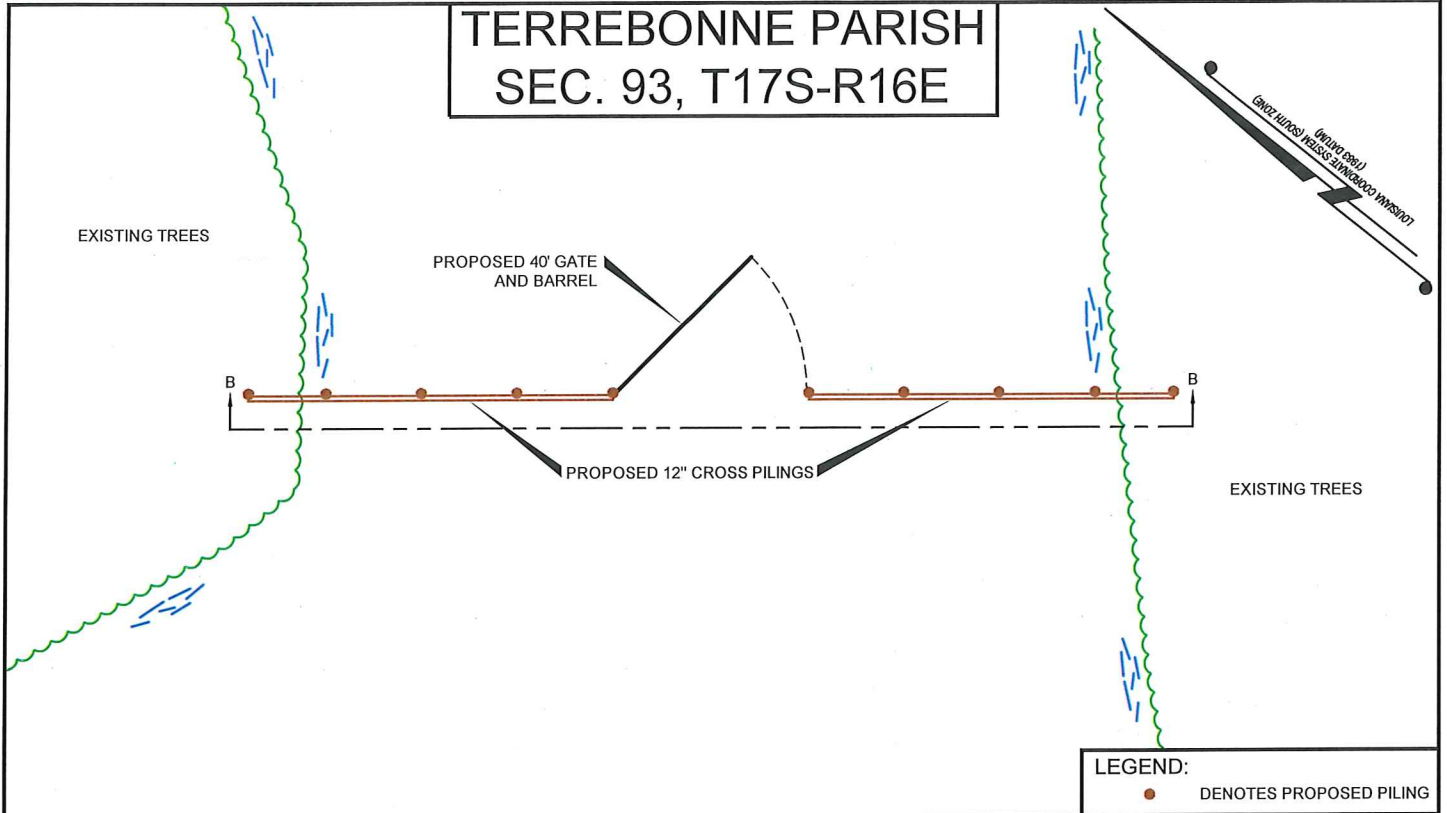 TERREBONNE PARISH
SEC. 93, T17S-R16E
LOUISIANA COORDINATE SYSTEM (SOUTH ZONE)
(1983 DATUM)
EXISTING TREES
PROPOSED 40' GATE
AND BARREL
B
B
PROPOSED 12" CROSS PILINGS
EXISTING TREES
LEGEND:
DENOTES PROPOSED PILING